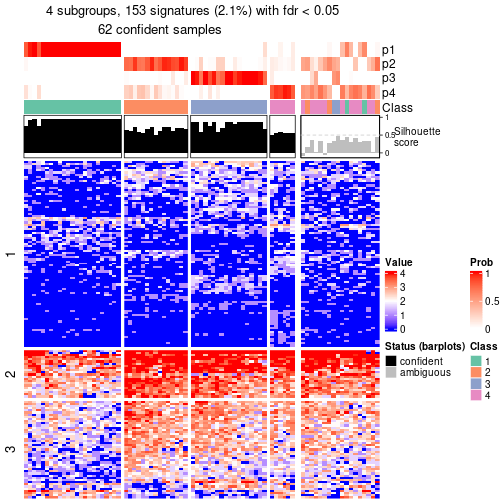 4 subgroups, 153 signatures (2.1%) with fdr < 0.05
62 confident samples
p1
p2
p3
p4
Class
1
0.5
0
Silhouette
score
1
2
3
Value
4
3
2
1
0
Prob
1
0.5
0
Status (barplots)
confident
ambiguous
Class
1
2
3
4